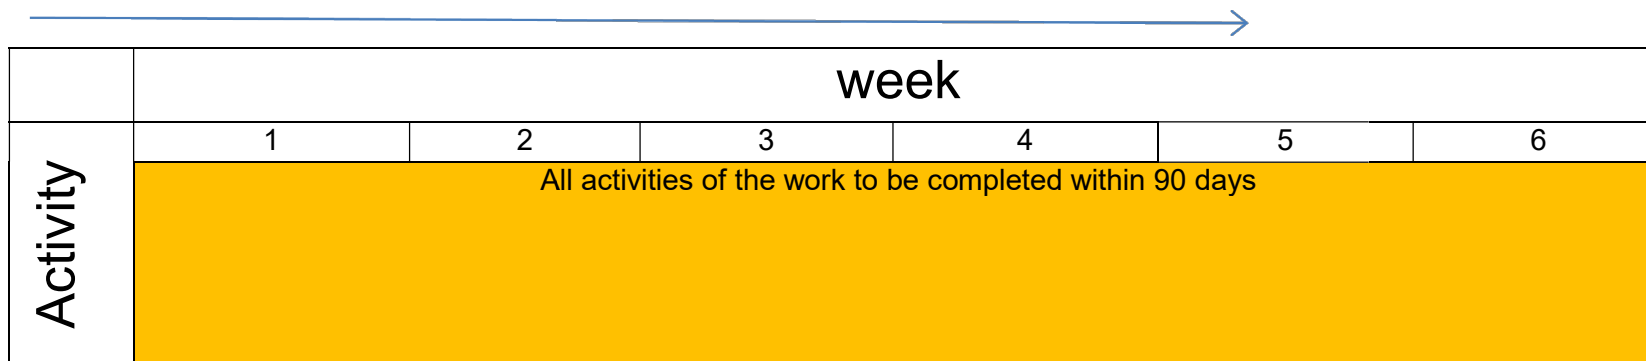 week
1 2 3 4 5 6
All activities of the work to be completed within 90 days
Activity